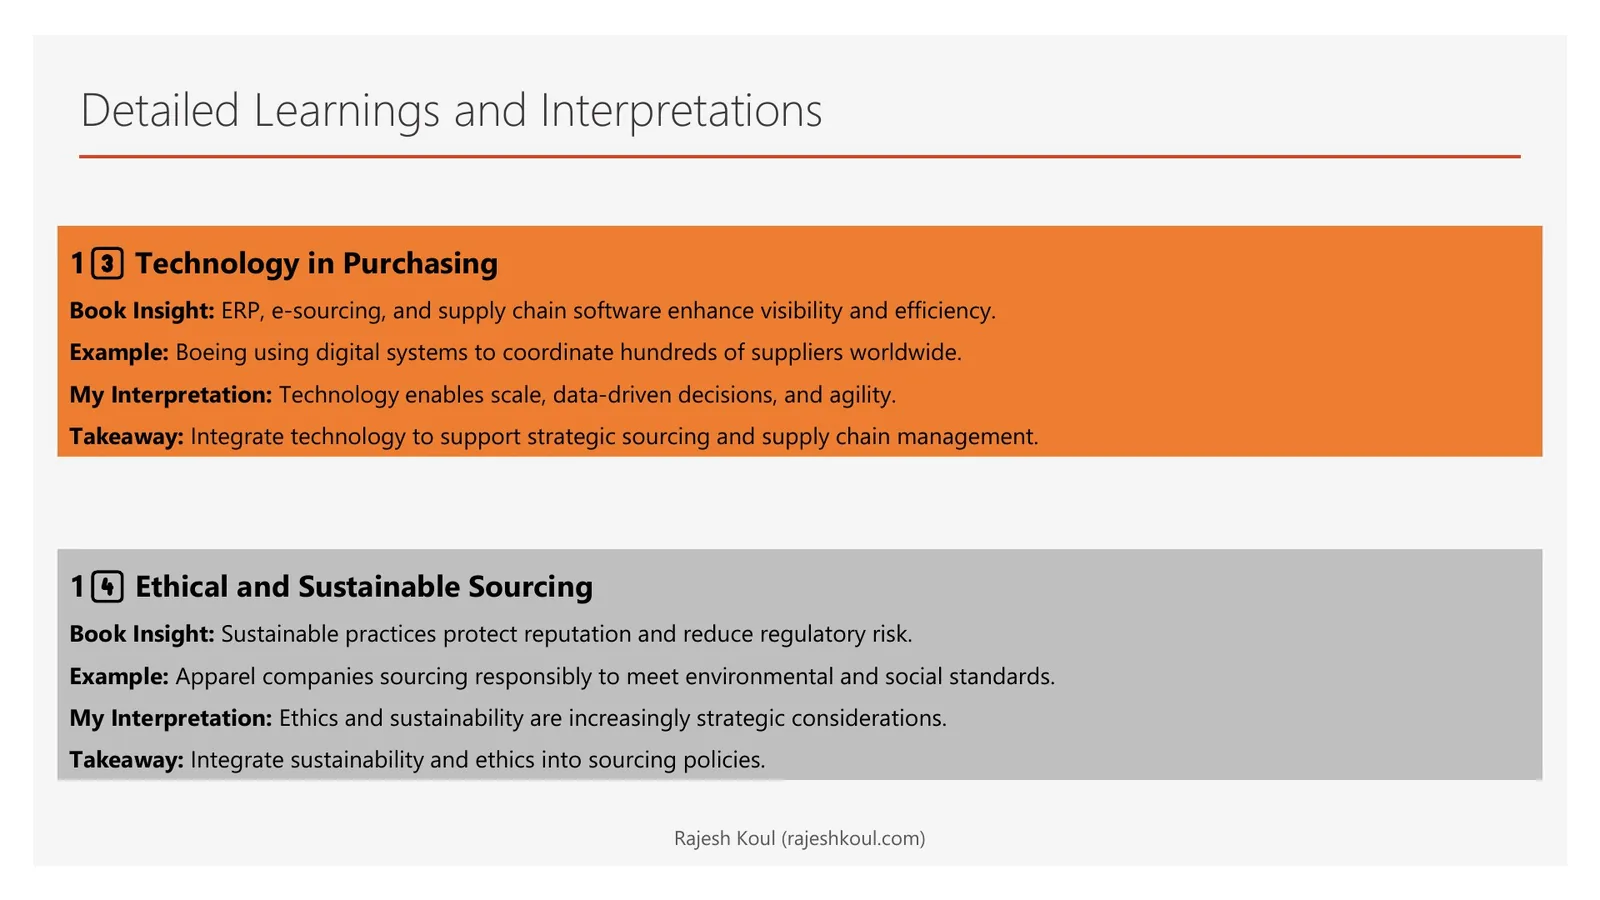 Detailed Learnings and Interpretations
13️⃣ Technology in Purchasing
Book Insight: ERP, e-sourcing, and supply chain software enhance visibility and efficiency.
Example: Boeing using digital systems to coordinate hundreds of suppliers worldwide.
My Interpretation: Technology enables scale, data-driven decisions, and agility.
Takeaway: Integrate technology to support strategic sourcing and supply chain management.
14️⃣ Ethical and Sustainable Sourcing
Book Insight: Sustainable practices protect reputation and reduce regulatory risk.
Example: Apparel companies sourcing responsibly to meet environmental and social standards.
My Interpretation: Ethics and sustainability are increasingly strategic considerations.
Takeaway: Integrate sustainability and ethics into sourcing policies.
Rajesh Koul (rajeshkoul.com)